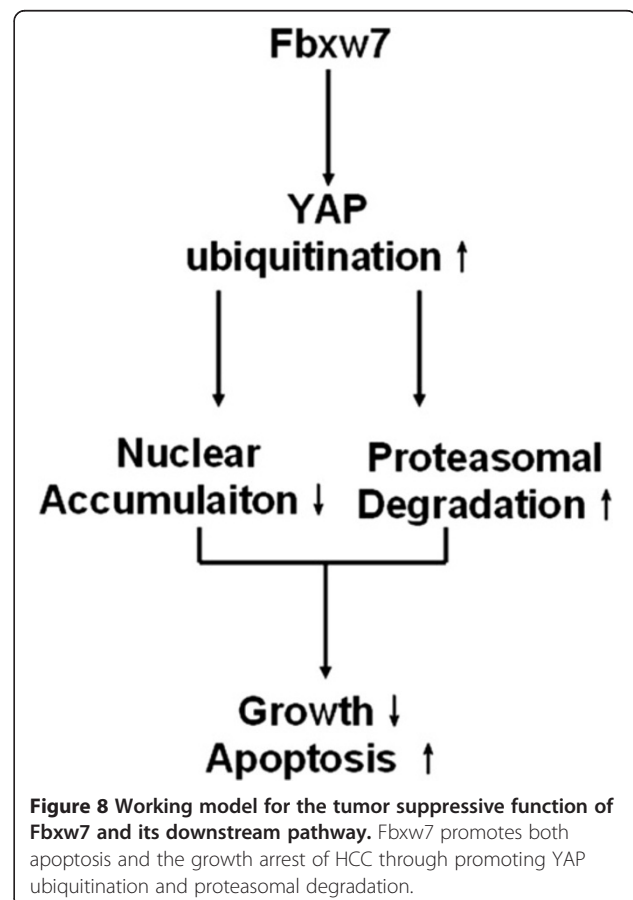 Fbxw7
YAP
ubiquitination ↑
Nuclear
Accumulaiton ↓
Proteasomal
Degradation ↑
Growth ↓
Apoptosis ↑
Figure 8 Working model for the tumor suppressive function of
Fbxw7 and its downstream pathway. Fbxw7 promotes both
apoptosis and the growth arrest of HCC through promoting YAP
ubiquitination and proteasomal degradation.